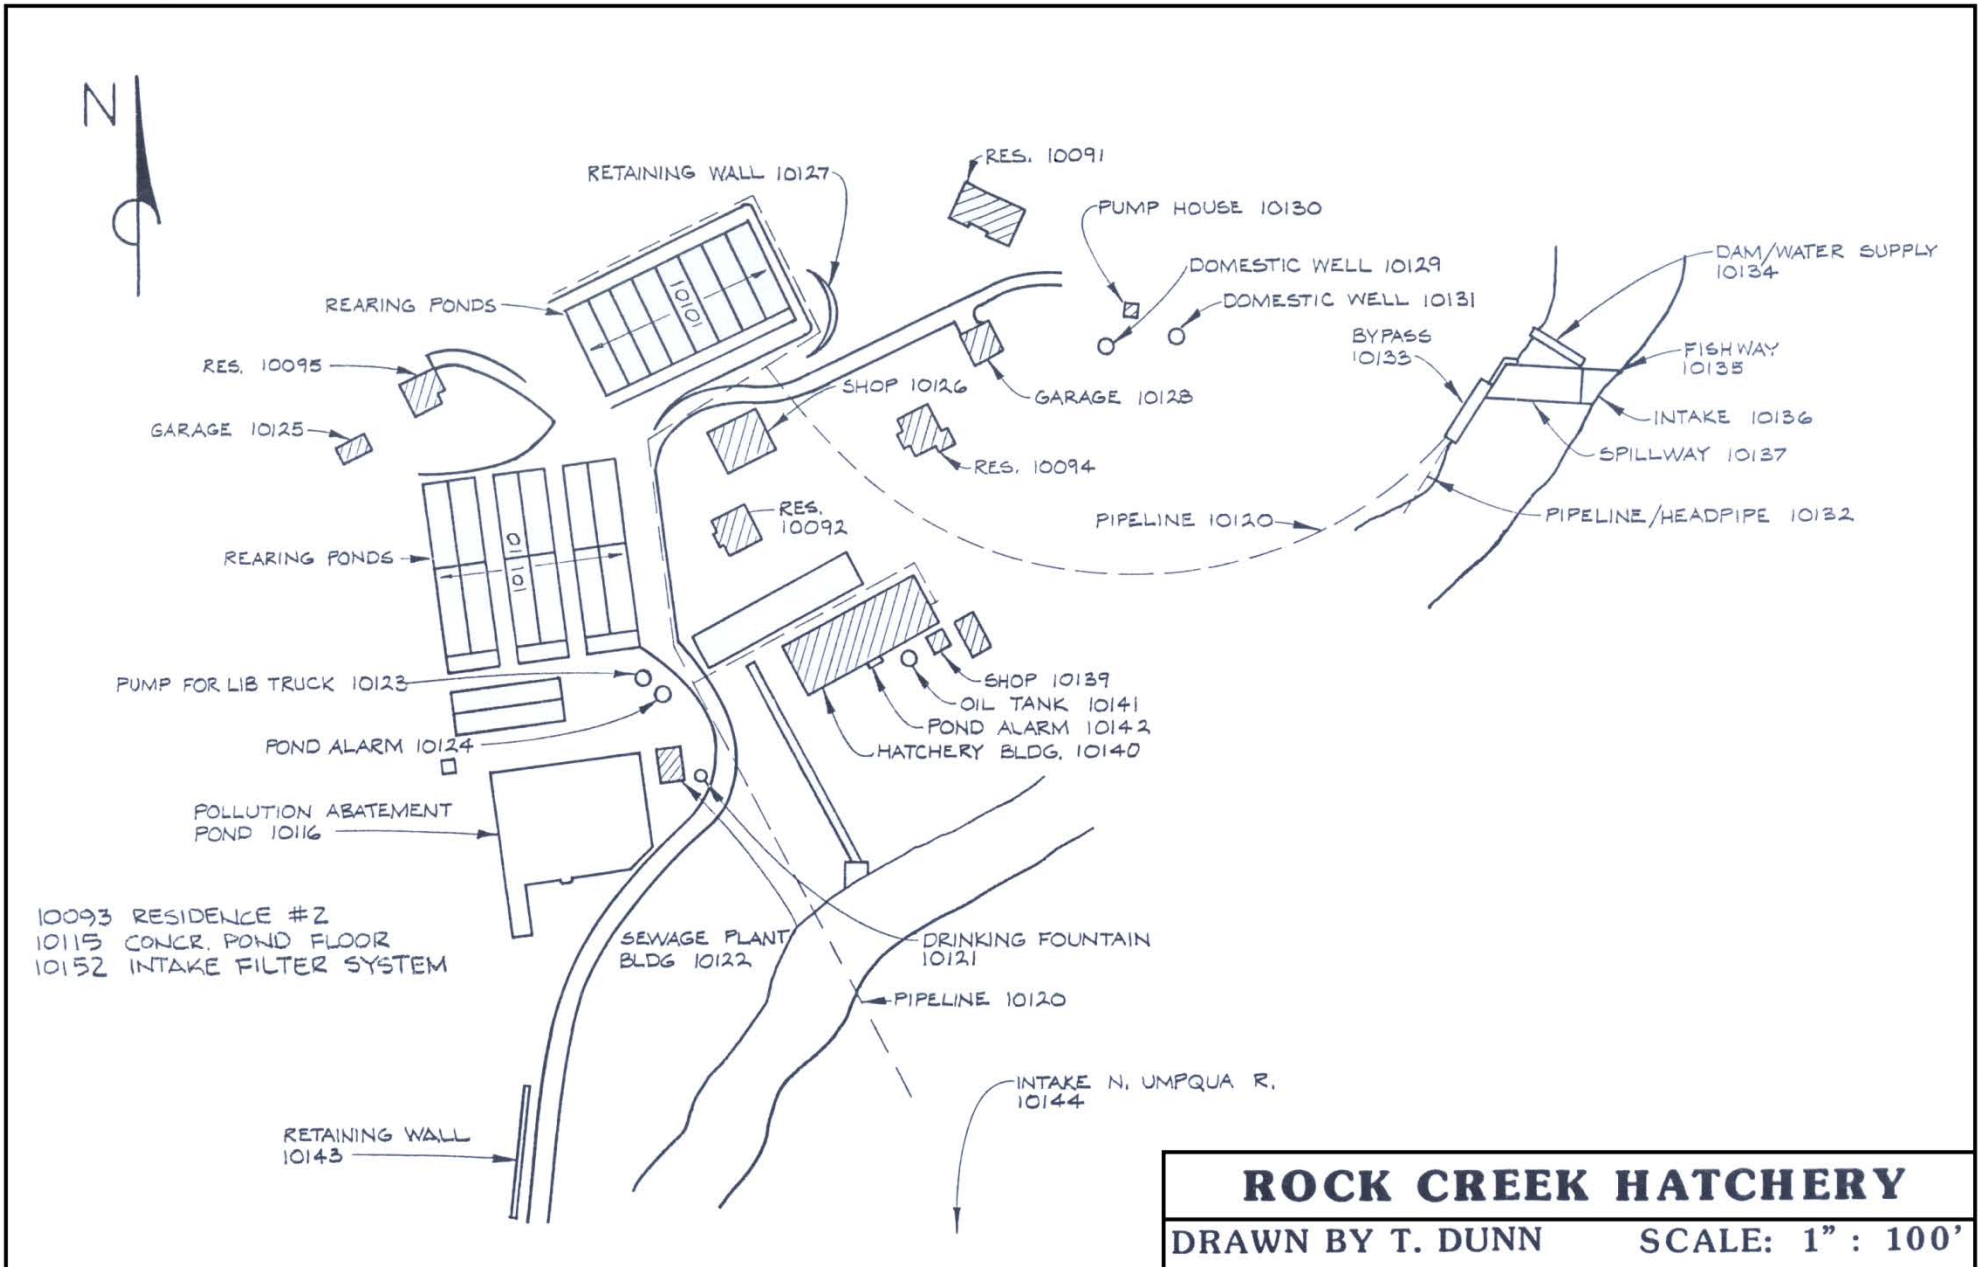 N
RES. 10091
RETAINING WALL 10127
PUMP HOUSE 10130
DAM/WATER SUPPLY
10134
DOMESTIC WELL 10129
DOMESTIC WELL 10131
REARING PONDS
10101
BYPASS
10133
FISHWAY
10135
RES. 10095
SHOP 10126
GARAGE 10128
INTAKE 10136
GARAGE 10125
SPILLWAY 10137
RES. 10094
RES.
10092
PIPELINE 10120
PIPELINE/HEADPIPE 10132
REARING PONDS
10101
PUMP FOR LIB TRUCK 10123
SHOP 10139
OIL TANK 10141
POND ALARM 10142
HATCHERY BLDG. 10140
POND ALARM 10124
POLLUTION ABATEMENT
POND 10116
10093 RESIDENCE #2
10115 CONCR. POND FLOOR
10152 INTAKE FILTER SYSTEM
SEWAGE PLANT
BLDG 10122
DRINKING FOUNTAIN
10121
PIPELINE 10120
INTAKE N. UMPQUA R.
10144
RETAINING WALL
10143
ROCK CREEK HATCHERY
DRAWN BY T. DUNN SCALE: 1" : 100'